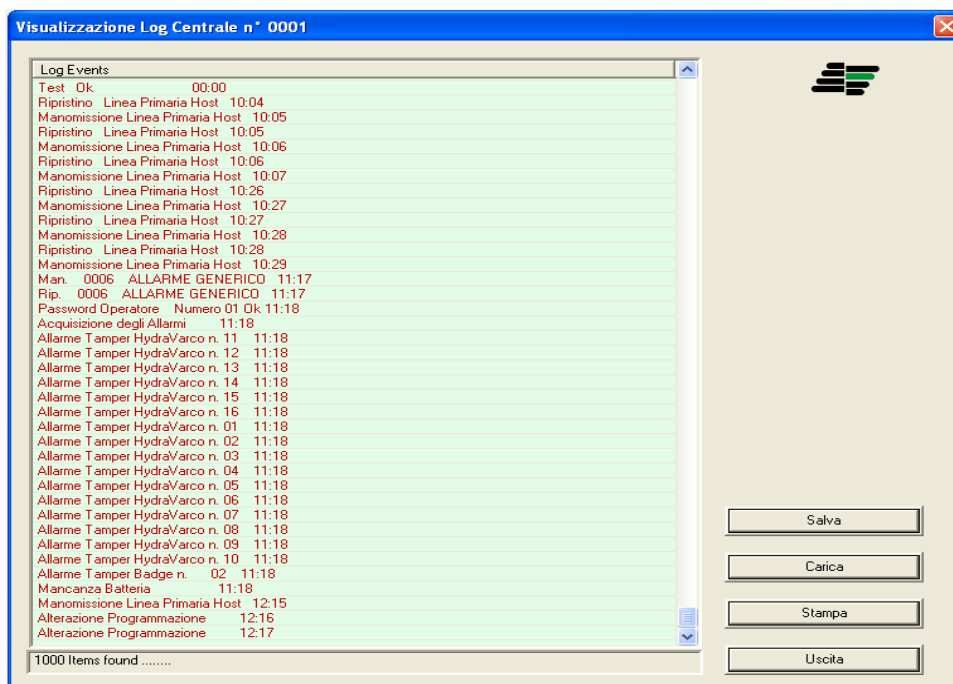 Visualizzazione Log Centrale n° 0001
Log Events
Test Ok 00:00
Ripristino Linea Primaria Host 10:04
Manomissione Linea Primaria Host 10:05
Ripristino Linea Primaria Host 10:05
Manomissione Linea Primaria Host 10:06
Ripristino Linea Primaria Host 10:06
Manomissione Linea Primaria Host 10:07
Ripristino Linea Primaria Host 10:26
Manomissione Linea Primaria Host 10:27
Ripristino Linea Primaria Host 10:27
Manomissione Linea Primaria Host 10:28
Ripristino Linea Primaria Host 10:28
Manomissione Linea Primaria Host 10:29
Man. 0006 ALLARME GENERICO 11:17
Rip. 0006 ALLARME GENERICO 11:17
Password Operatore Numero 01 Ok 11:18
Acquisizione degli Allarmi 11:18
Allarme Tamper HydraVarco n. 11 11:18
Allarme Tamper HydraVarco n. 12 11:18
Allarme Tamper HydraVarco n. 13 11:18
Allarme Tamper HydraVarco n. 14 11:18
Allarme Tamper HydraVarco n. 15 11:18
Allarme Tamper HydraVarco n. 16 11:18
Allarme Tamper HydraVarco n. 01 11:18
Allarme Tamper HydraVarco n. 02 11:18
Allarme Tamper HydraVarco n. 03 11:18
Allarme Tamper HydraVarco n. 04 11:18
Allarme Tamper HydraVarco n. 05 11:18
Allarme Tamper HydraVarco n. 06 11:18
Allarme Tamper HydraVarco n. 07 11:18
Allarme Tamper HydraVarco n. 08 11:18
Allarme Tamper HydraVarco n. 09 11:18
Allarme Tamper HydraVarco n. 10 11:18
Allarme Tamper Badge n. 02 11:18
Mancanza Batteria 11:18
Manomissione Linea Primaria Host 12:15
Alterazione Programmazione 12:16
Alterazione Programmazione 12:17
1000 Items found ........
Salva
Carica
Stampa
Uscita